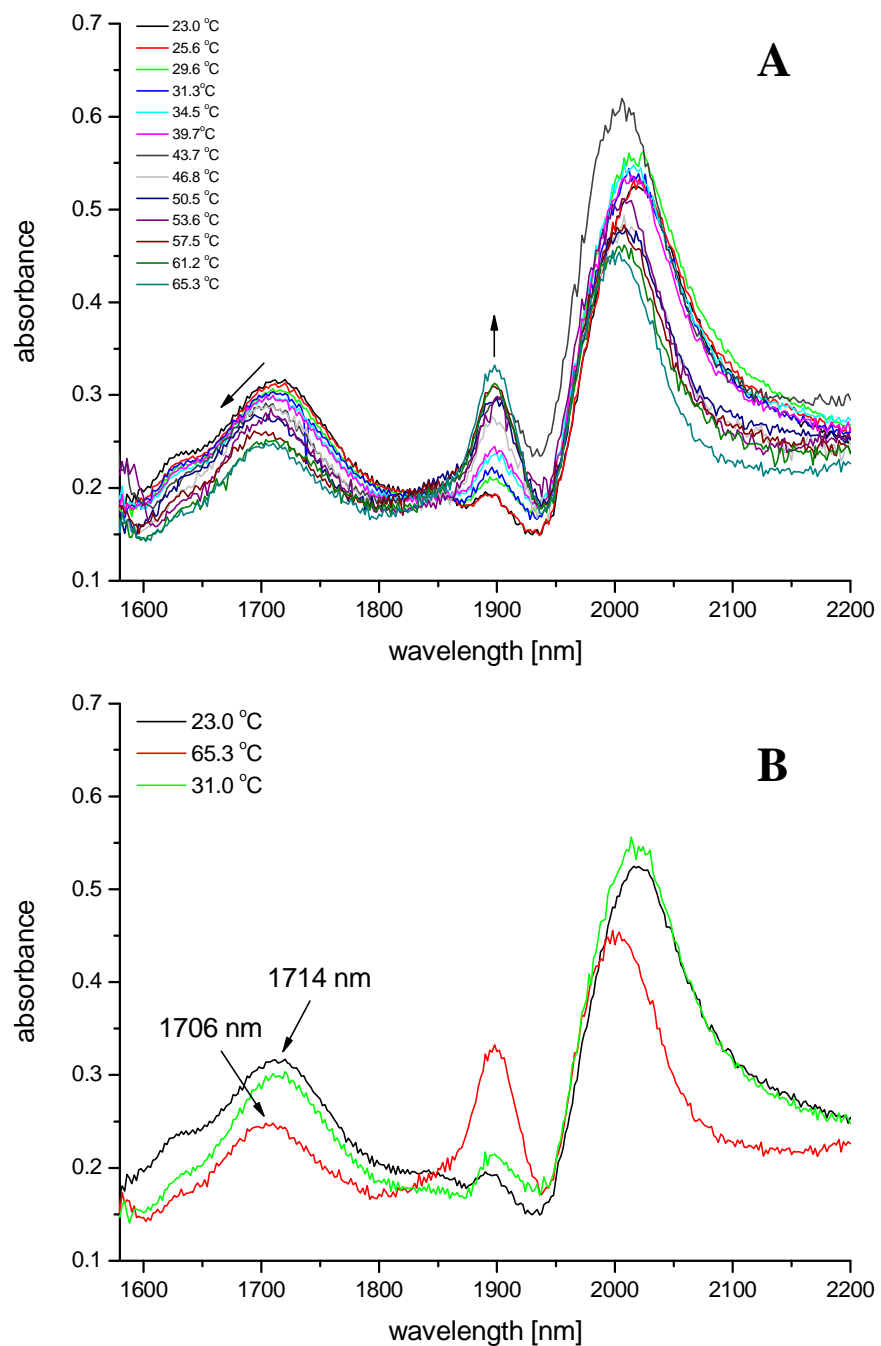 0.7
0.6
0.5
0.4
0.3
0.2
0.1
absorbance
23.0 °C
25.6 °C
29.6 °C
31.3°C
34.5 °C
39.7°C
43.7 °C
46.8 °C
50.5 °C
53.6 °C
57.5 °C
61.2 °C
65.3 °C
A
1600 1700 1800 1900 2000 2100 2200
wavelength [nm]
0.7
0.6
0.5
0.4
0.3
0.2
0.1
absorbance
23.0 °C
65.3 °C
31.0 °C
B
1714 nm
1706 nm
1600 1700 1800 1900 2000 2100 2200
wavelength [nm]